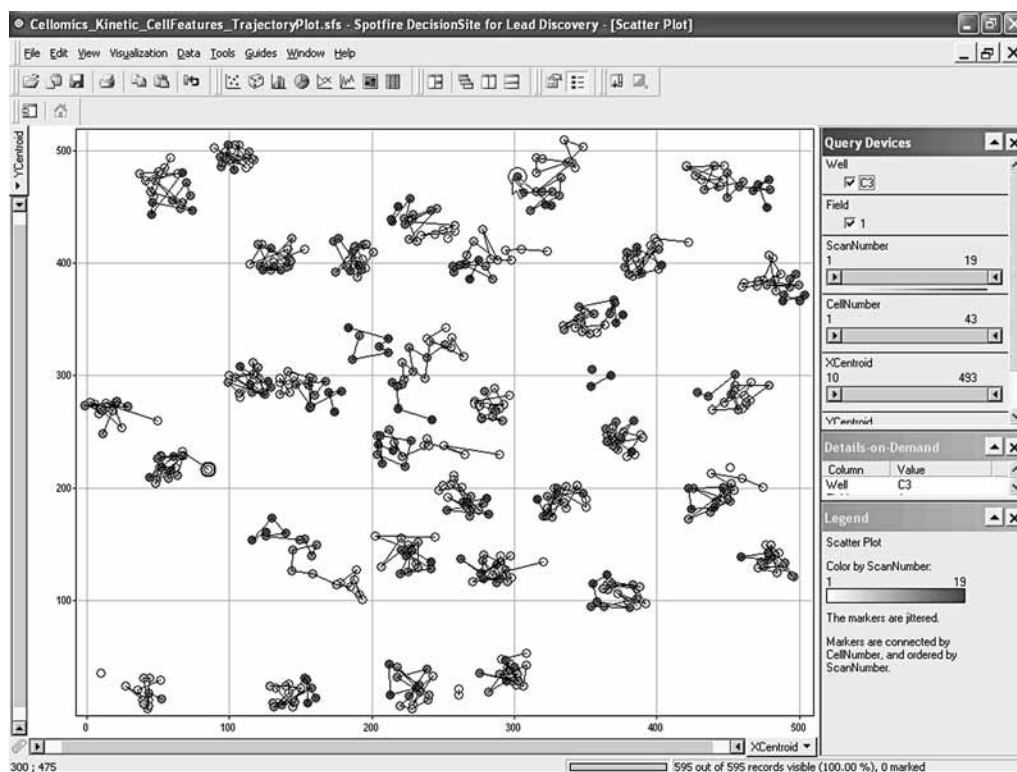 Cellomics_Kinetic_CellFeatures_TrajectoryPlot.sfs - Spotfire DecisionSite for Lead Discovery - [Scatter Plot]
File Edit View Visualization Data Tools Guides Window Help
YCentroid
500
400
300
200
100
0 100 200 300 400 500
XCentroid
Query Devices
Well
C3
Field
1
ScanNumber
1 19
CellNumber
1 43
XCentroid
10 493
YCentroid
Details-on-Demand
Column Value
Well C3
Legend
Scatter Plot
Color by ScanNumber:
1 19
The markers are jittered.
Markers are connected by
CellNumber, and ordered by
ScanNumber.
300 : 475
595 out of 595 records visible (100.00 %), 0 marked